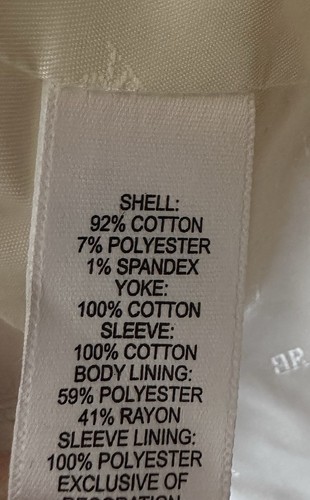 SHELL:
92% COTTON
7% POLYESTER
1% SPANDEX
YOKE:
100% COTTON
SLEEVE:
100% COTTON
BODY LINING:
59% POLYESTER
41% RAYON
SLEEVE LINING:
100% POLYESTER
EXCLUSIVE OF